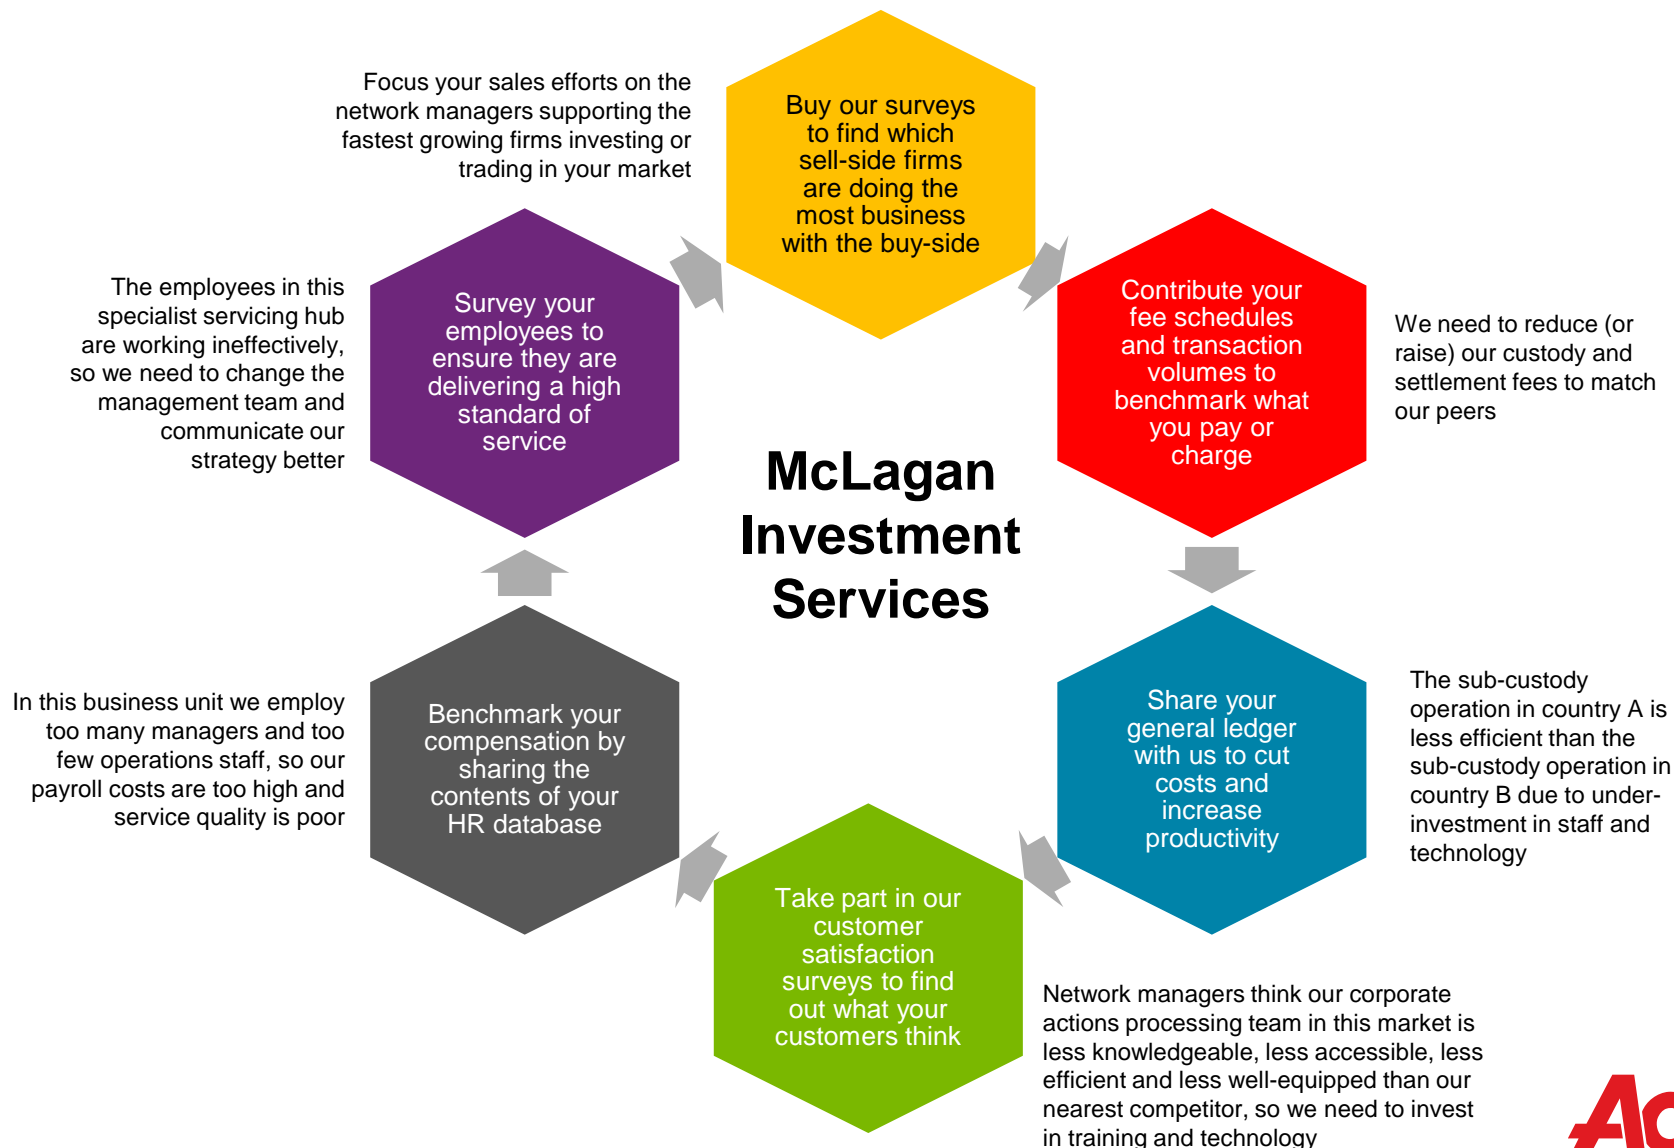 Focus your sales efforts on the
network managers supporting the
fastest growing firms investing or
trading in your market
Buy our surveys
to find which
sell-side firms
are doing the
most business
with the buy-side
The employees in this
specialist servicing hub
are working ineffectively,
so we need to change the
management team and
communicate our
strategy better
Survey your
employees to
ensure they are
delivering a high
standard of
service
Contribute your
fee schedules
and transaction
volumes to
benchmark what
you pay or
charge
We need to reduce (or
raise) our custody and
settlement fees to match
our peers
McLagan
Investment
Services
In this business unit we employ
too many managers and too
few operations staff, so our
payroll costs are too high and
service quality is poor
Benchmark your
compensation by
sharing the
contents of your
HR database
Share your
general ledger
with us to cut
costs and
increase
productivity
The sub-custody
operation in country A is
less efficient than the
sub-custody operation in
country B due to under-
investment in staff and
technology
Take part in our
customer
satisfaction
surveys to find
out what your
customers think
Network managers think our corporate
actions processing team in this market is
less knowledgeable, less accessible, less
efficient and less well-equipped than our
nearest competitor, so we need to invest
in training and technology